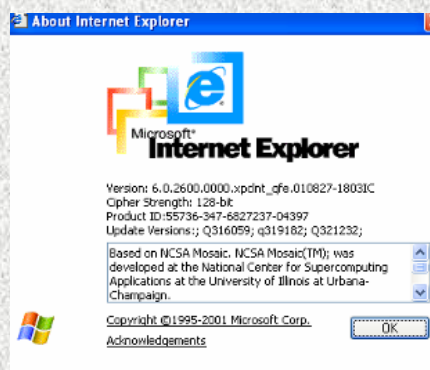 About Internet Explorer
Microsoft®
Internet Explorer
Version: 6.0.2600.0000.xpdnt_qfe.010827-1803IC
Cipher Strength: 128-bit
Product ID:55736-347-6827237-04397
Update Versions:; Q316059; q319182; Q321232;
Based on NCSA Mosaic. NCSA Mosaic(TM); was
developed at the National Center for Supercomputing
Applications at the University of Illinois at Urbana-
Champaign.
Copyright ©1995-2001 Microsoft Corp.
OK
Acknowledgements